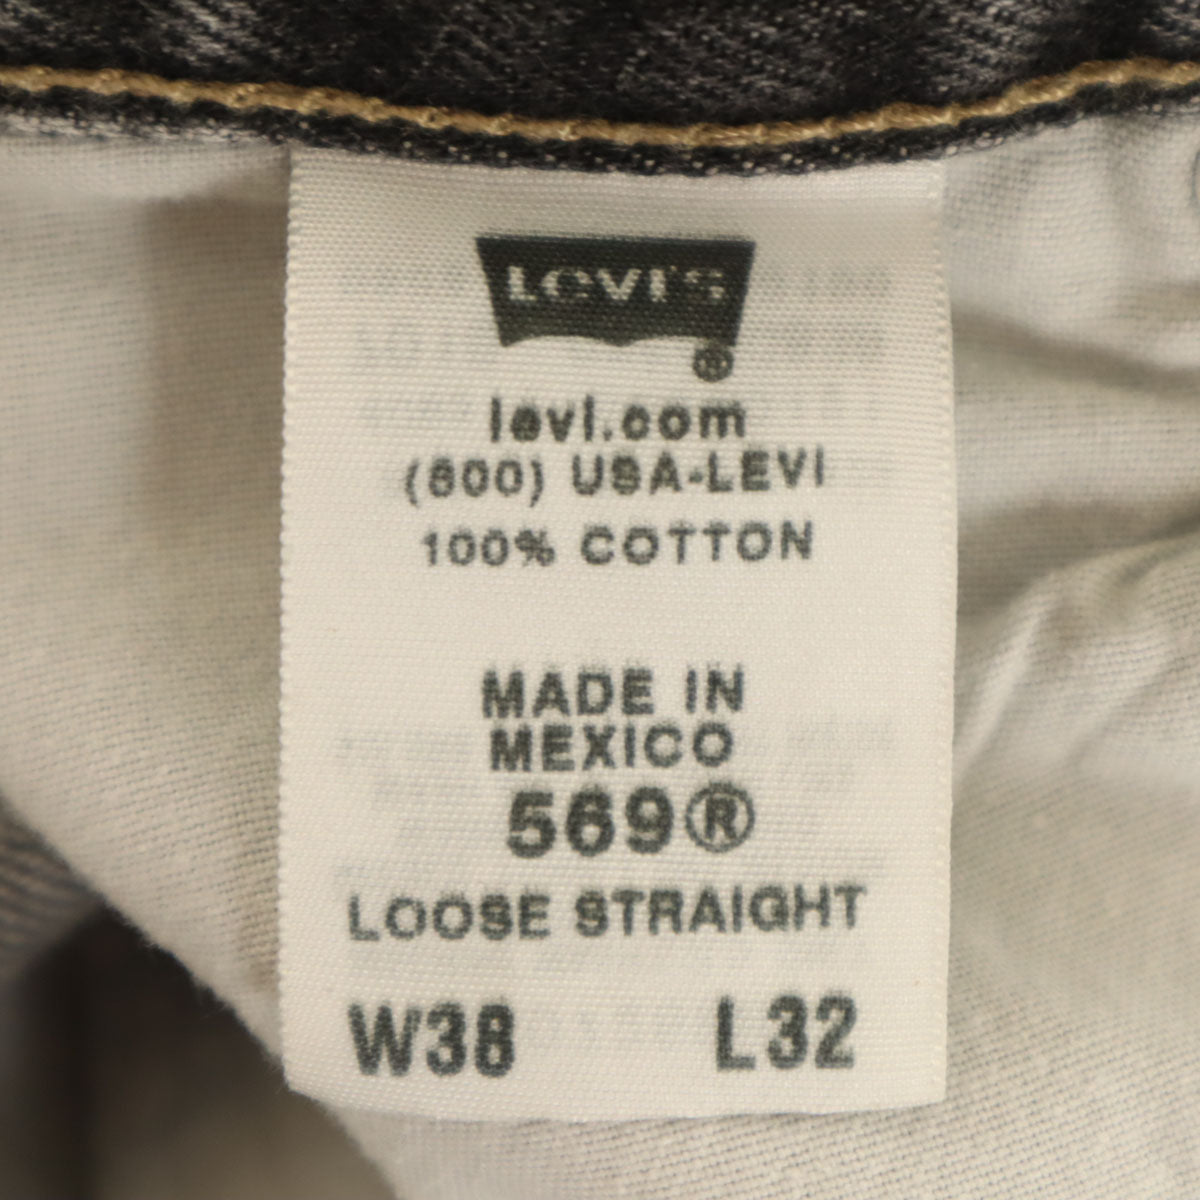 LEVI'S
®
levi.com
(800) USA-LEVI
100% COTTON
MADE IN
MEXICO
569®
LOOSE STRAIGHT
W38 L32